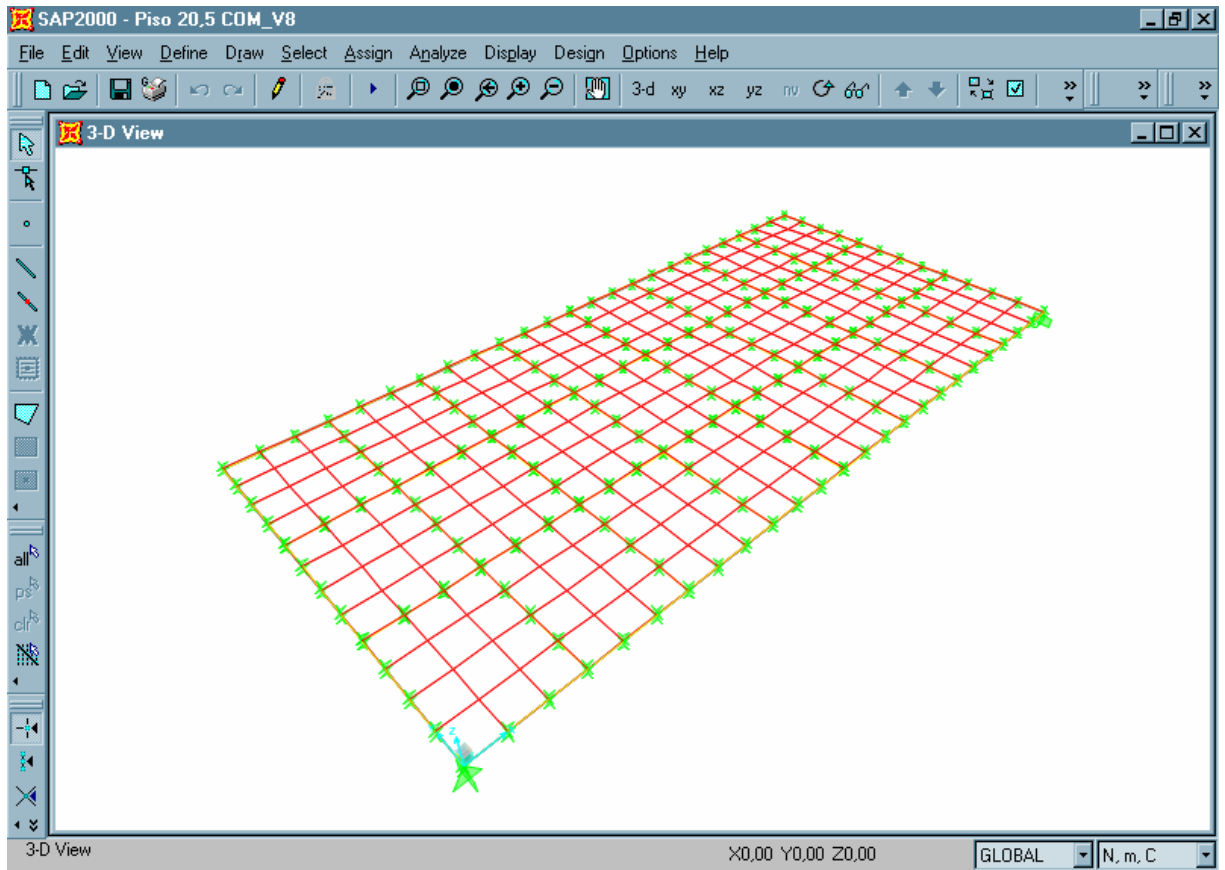 SAP2000 - Piso 20,5 COM_V8
File Edit View Define Draw Select Assign Analyze Display Design Options Help
3-d xy xz yz nv
3-D View
all
ps
clr
z
3-D View X0,00 Y0,00 Z0,00 GLOBAL N, m, C